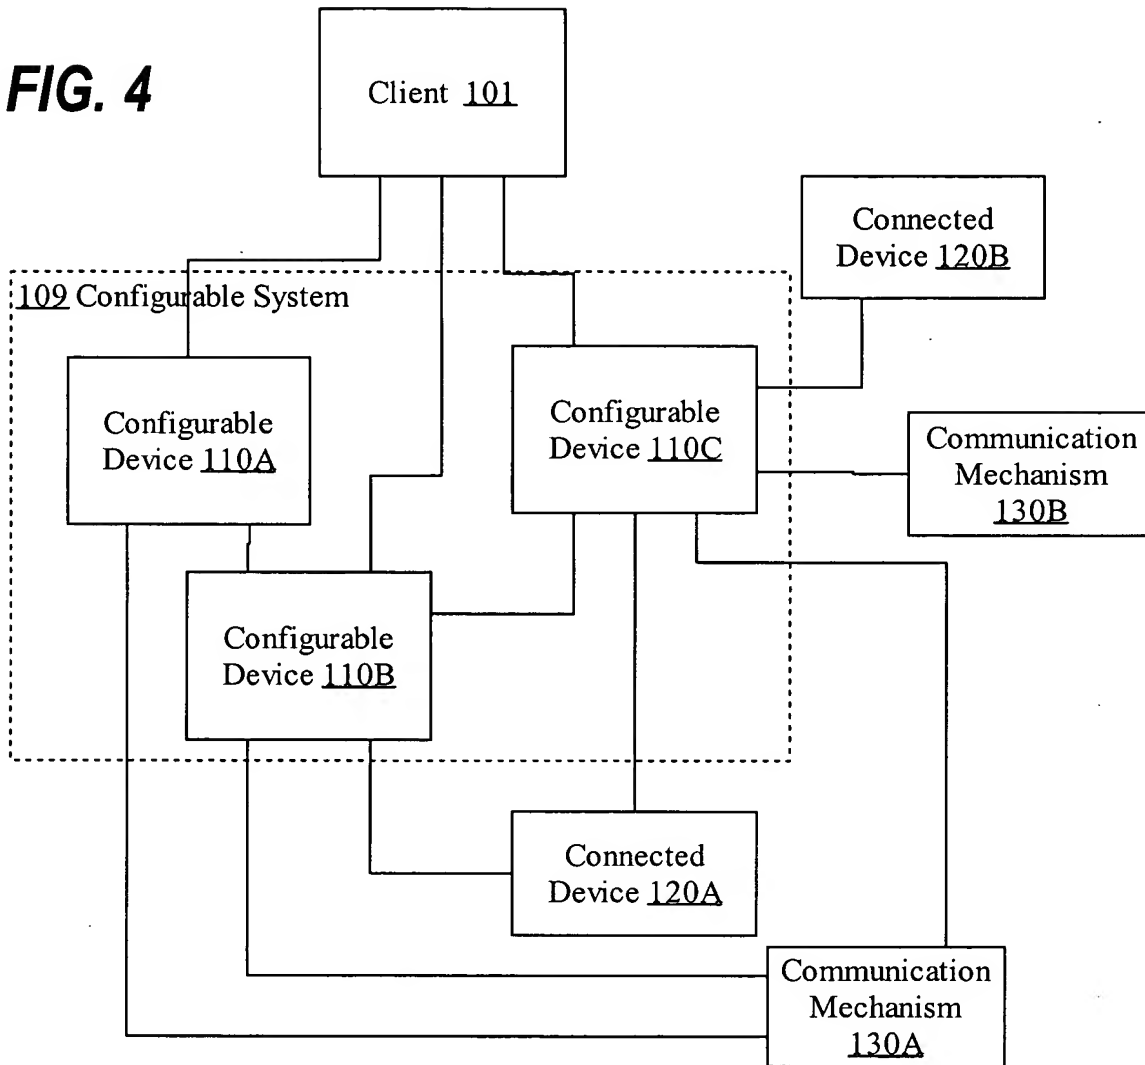 FIG. 4
Client 101
Connected
Device 120B
109 Configurable System
Configurable
Device 110A
Configurable
Device 110C
Communication
Mechanism
130B
Configurable
Device 110B
Connected
Device 120A
Communication
Mechanism
130A